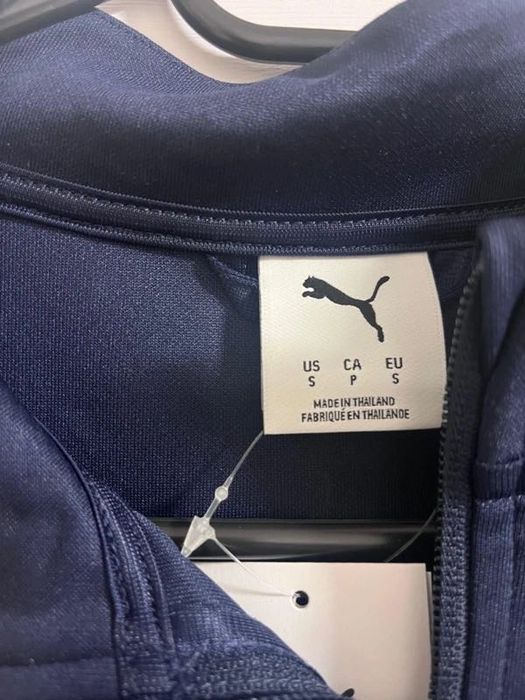 US CA EU
S P S
MADE IN THAILAND
FABRIQUÉ EN THAILANDE